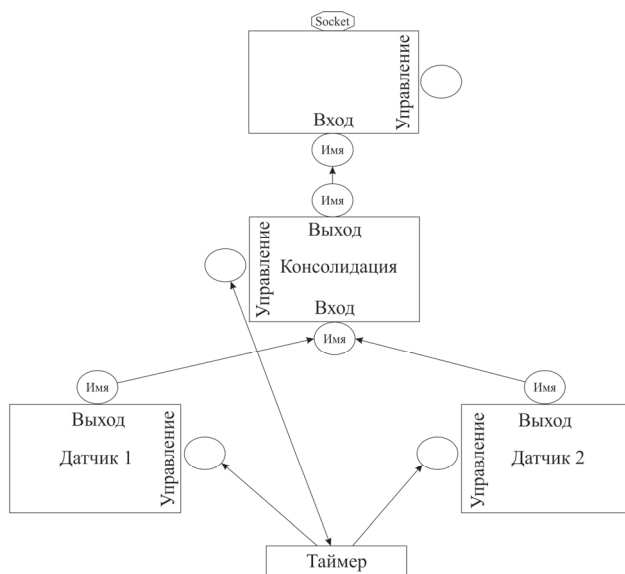 Socket
Управление
Вход
Имя
Имя
Выход
Управление
Консолидация
Вход
Имя
Имя
Имя
Выход
Управление
Датчик 1
Выход
Управление
Датчик 2
Таймер